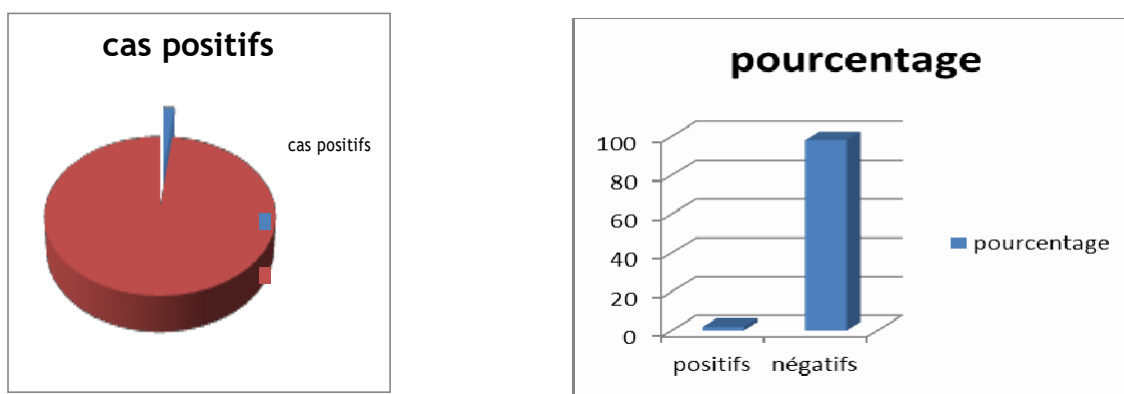 cas positifs
cas positifs
pourcentage
100
80
60
40
20
0
positifs négatifs
pourcentage